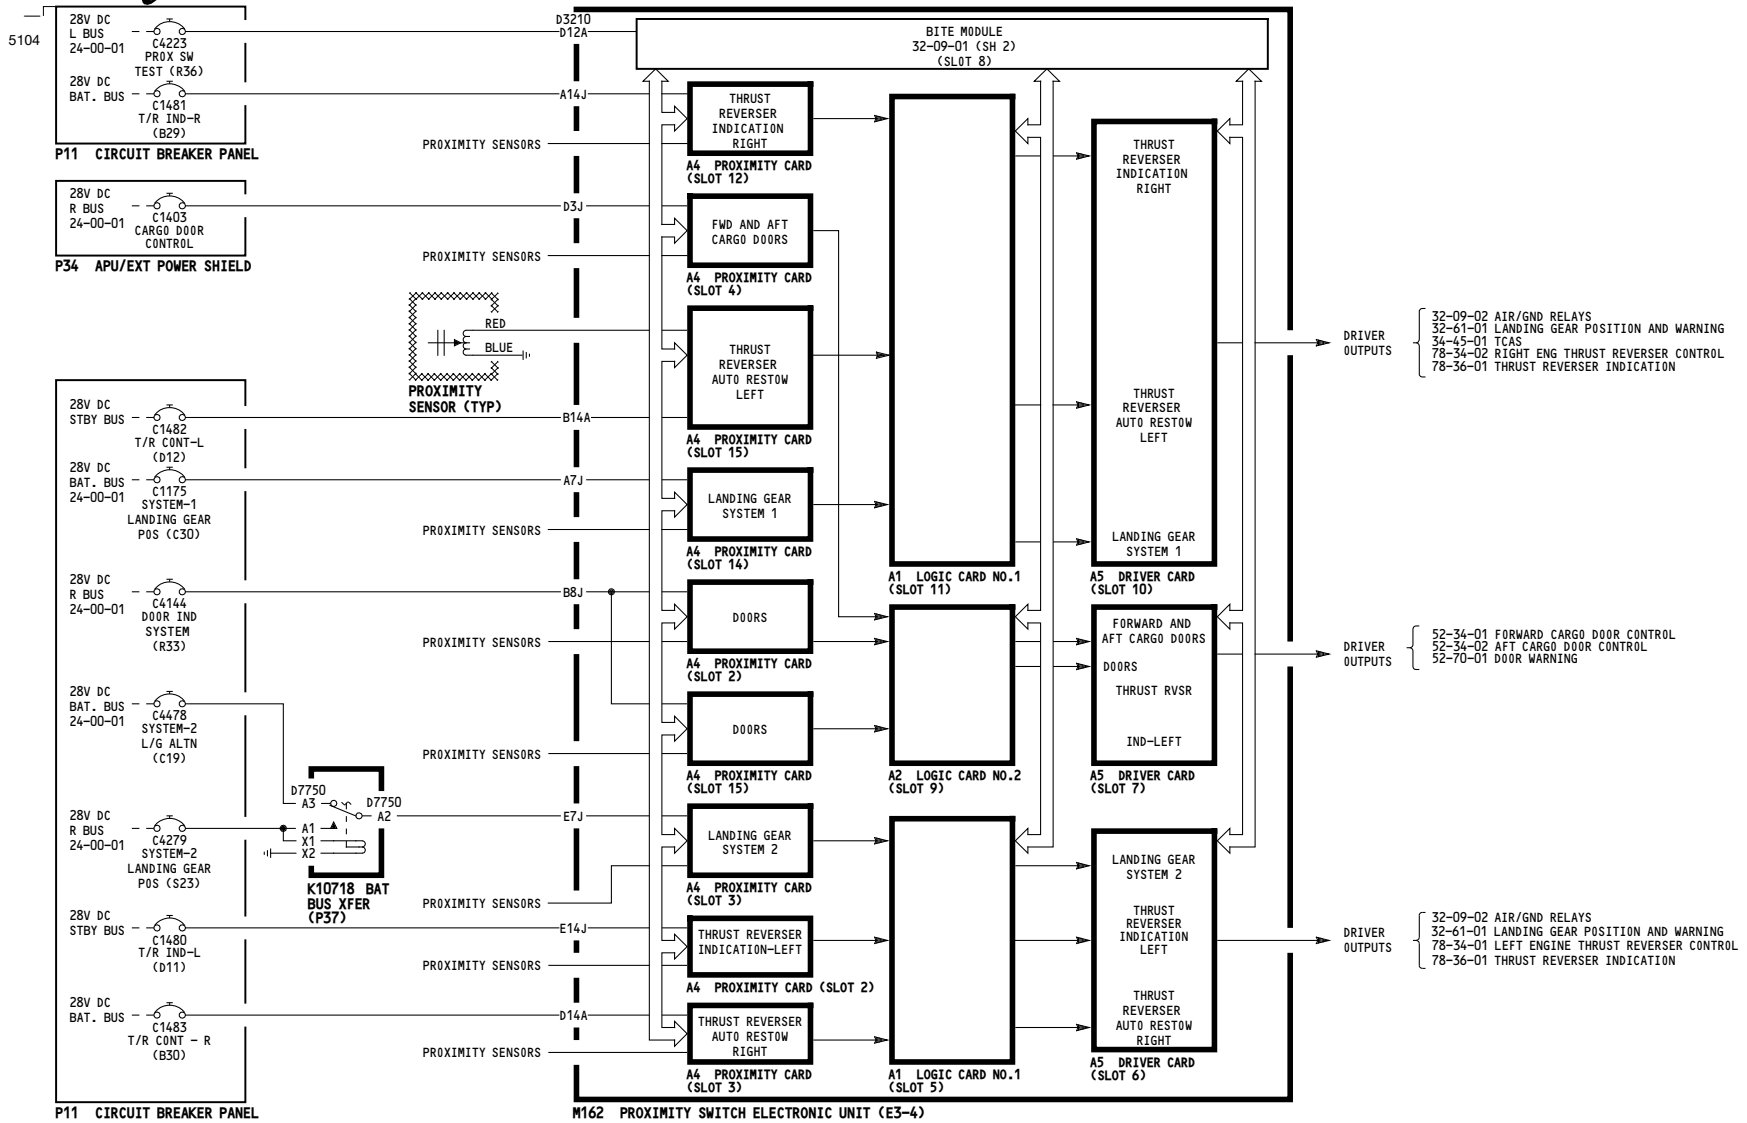 5104
28V DC
L BUS
24-00-01
C4223
PROX SW
TEST (R36)
28V DC
BAT. BUS
C1481
T/R IND-R
(B29)
P11 CIRCUIT BREAKER PANEL
28V DC
R BUS
24-00-01
C1403
CARGO DOOR
CONTROL
P34 APU/EXT POWER SHIELD
28V DC
STBY BUS
C1482
T/R CONT-L
(D12)
28V DC
BAT. BUS
24-00-01
C1175
SYSTEM-1
LANDING GEAR
POS (C30)
28V DC
R BUS
24-00-01
C4144
DOOR IND
SYSTEM
(R33)
28V DC
BAT. BUS
24-00-01
C4478
SYSTEM-2
L/G ALTN
(C19)
28V DC
R BUS
24-00-01
C4279
SYSTEM-2
LANDING GEAR
POS (S23)
28V DC
STBY BUS
C1480
T/R IND-L
(D11)
28V DC
BAT. BUS
C1483
T/R CONT - R
(B30)
P11 CIRCUIT BREAKER PANEL
D7750
A3
D7750
A2
A1
X1
X2
K10718 BAT
BUS XFER
(P37)
RED
BLUE
PROXIMITY
SENSOR (TYP)
D3210
D12A
A14J
PROXIMITY SENSORS
D3J
PROXIMITY SENSORS
B14A
A7J
PROXIMITY SENSORS
B8J
PROXIMITY SENSORS
PROXIMITY SENSORS
E7J
PROXIMITY SENSORS
E14J
PROXIMITY SENSORS
D14A
PROXIMITY SENSORS
BITE MODULE
32-09-01 (SH 2)
(SLOT 8)
THRUST
REVERSER
INDICATION
RIGHT
A4 PROXIMITY CARD
(SLOT 12)
FWD AND AFT
CARGO DOORS
A4 PROXIMITY CARD
(SLOT 4)
THRUST
REVERSER
AUTO RESTOW
LEFT
A4 PROXIMITY CARD
(SLOT 15)
LANDING GEAR
SYSTEM 1
A4 PROXIMITY CARD
(SLOT 14)
DOORS
A4 PROXIMITY CARD
(SLOT 2)
DOORS
A4 PROXIMITY CARD
(SLOT 15)
LANDING GEAR
SYSTEM 2
A4 PROXIMITY CARD
(SLOT 3)
THRUST REVERSER
INDICATION-LEFT
A4 PROXIMITY CARD (SLOT 2)
THRUST REVERSER
AUTO RESTOW
RIGHT
A4 PROXIMITY CARD
(SLOT 3)
A1 LOGIC CARD NO.1
(SLOT 11)
A2 LOGIC CARD NO.2
(SLOT 9)
A1 LOGIC CARD NO.1
(SLOT 5)
THRUST
REVERSER
INDICATION
RIGHT
THRUST
REVERSER
AUTO RESTOW
LEFT
LANDING GEAR
SYSTEM 1
A5 DRIVER CARD
(SLOT 10)
FORWARD AND
AFT CARGO DOORS
DOORS
THRUST RVSR
IND-LEFT
A5 DRIVER CARD
(SLOT 7)
LANDING GEAR
SYSTEM 2
THRUST
REVERSER
INDICATION
LEFT
THRUST
REVERSER
AUTO RESTOW
RIGHT
A5 DRIVER CARD
(SLOT 6)
M162 PROXIMITY SWITCH ELECTRONIC UNIT (E3-4)
DRIVER
OUTPUTS
32-09-02 AIR/GND RELAYS
32-61-01 LANDING GEAR POSITION AND WARNING
34-45-01 TCAS
78-34-02 RIGHT ENG THRUST REVERSER CONTROL
78-36-01 THRUST REVERSER INDICATION
DRIVER
OUTPUTS
52-34-01 FORWARD CARGO DOOR CONTROL
52-34-02 AFT CARGO DOOR CONTROL
52-70-01 DOOR WARNING
DRIVER
OUTPUTS
32-09-02 AIR/GND RELAYS
32-61-01 LANDING GEAR POSITION AND WARNING
78-34-01 LEFT ENGINE THRUST REVERSER CONTROL
78-36-01 THRUST REVERSER INDICATION